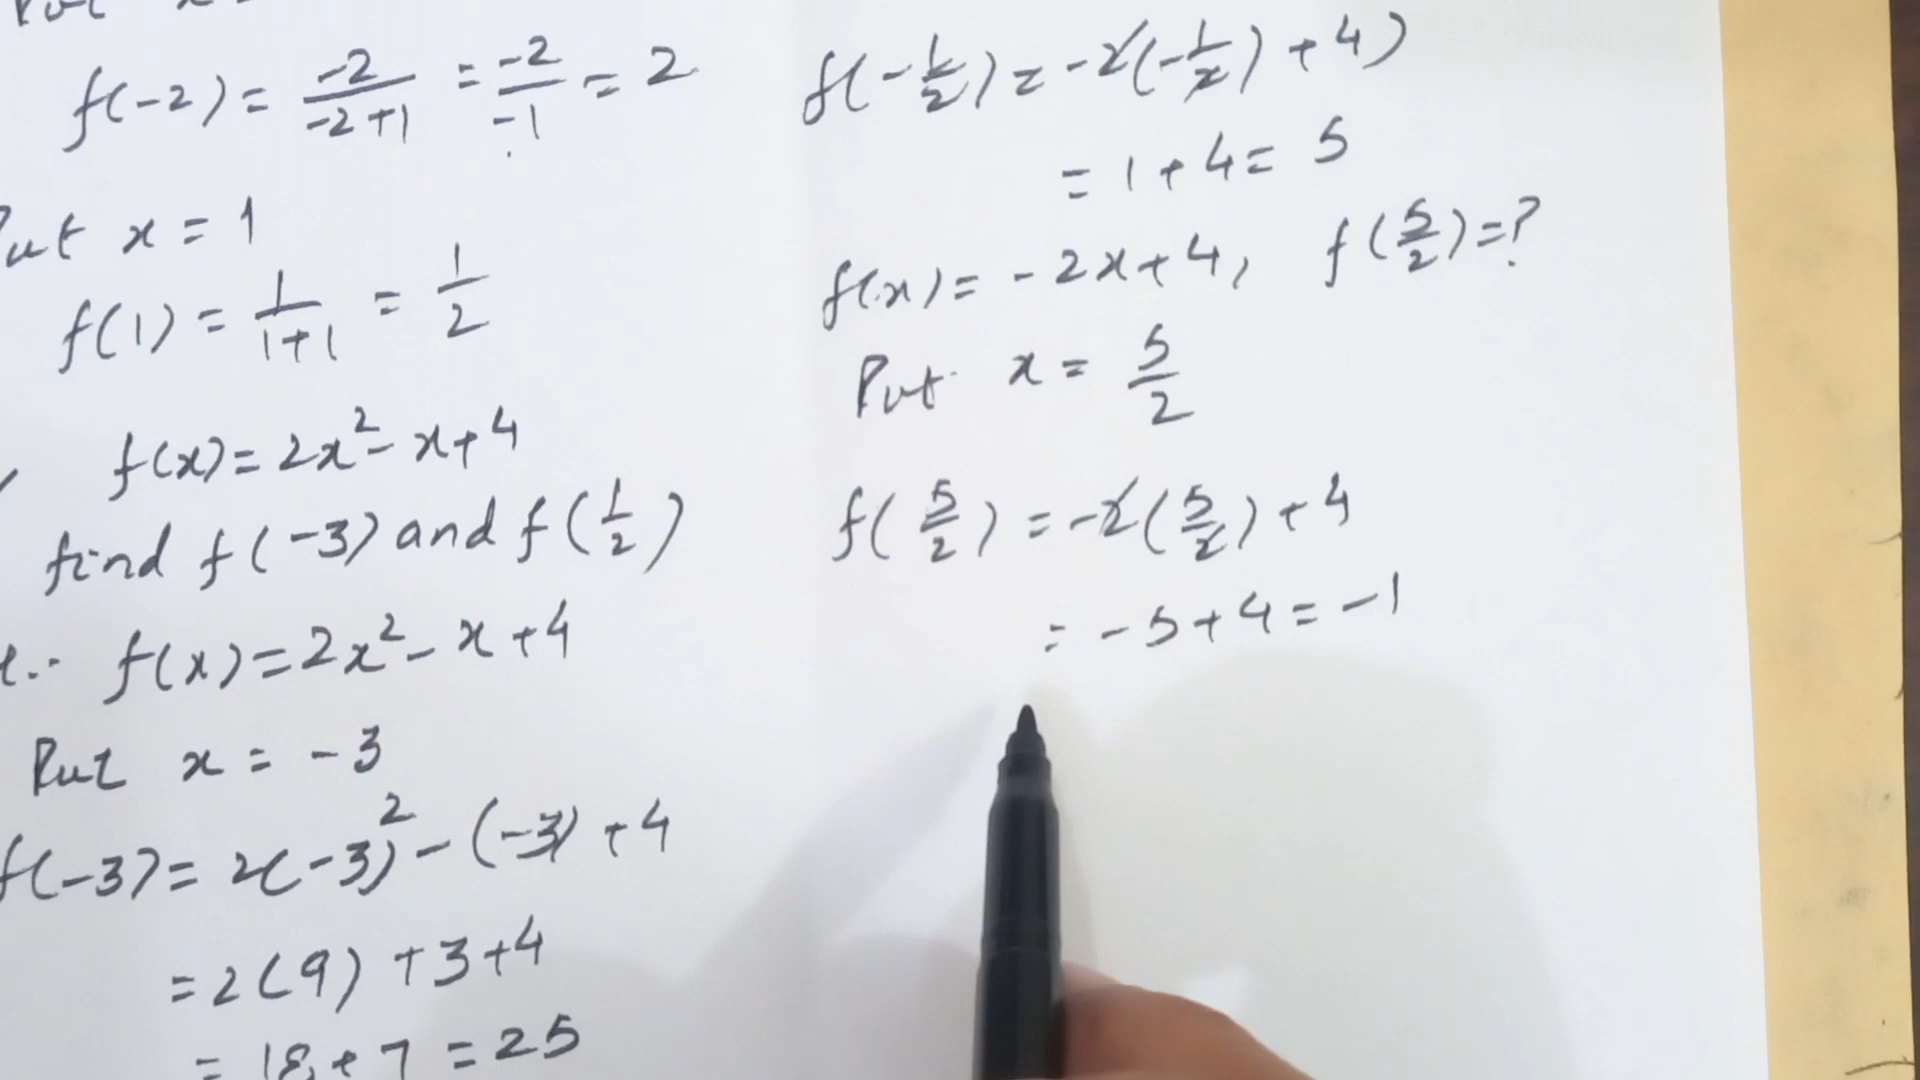 Put x =
f(-2) = -2/(-2+1) = -2/-1 = 2
Put x = 1
f(1) = 1/(1+1) = 1/2
f(x) = 2x² - x + 4
find f(-3) and f(1/2)
f(x) = 2x² - x + 4
Put x = -3
f(-3) = 2(-3)² - (-3) + 4
= 2(9) + 3 + 4
= 18 + 7 = 25
f(-1/2) = -2(-1/2) + 4)
= 1 + 4 = 5
f(x) = -2x + 4, f(5/2) = ?
Put x = 5/2
f(5/2) = -2(5/2) + 4
= -5 + 4 = -1